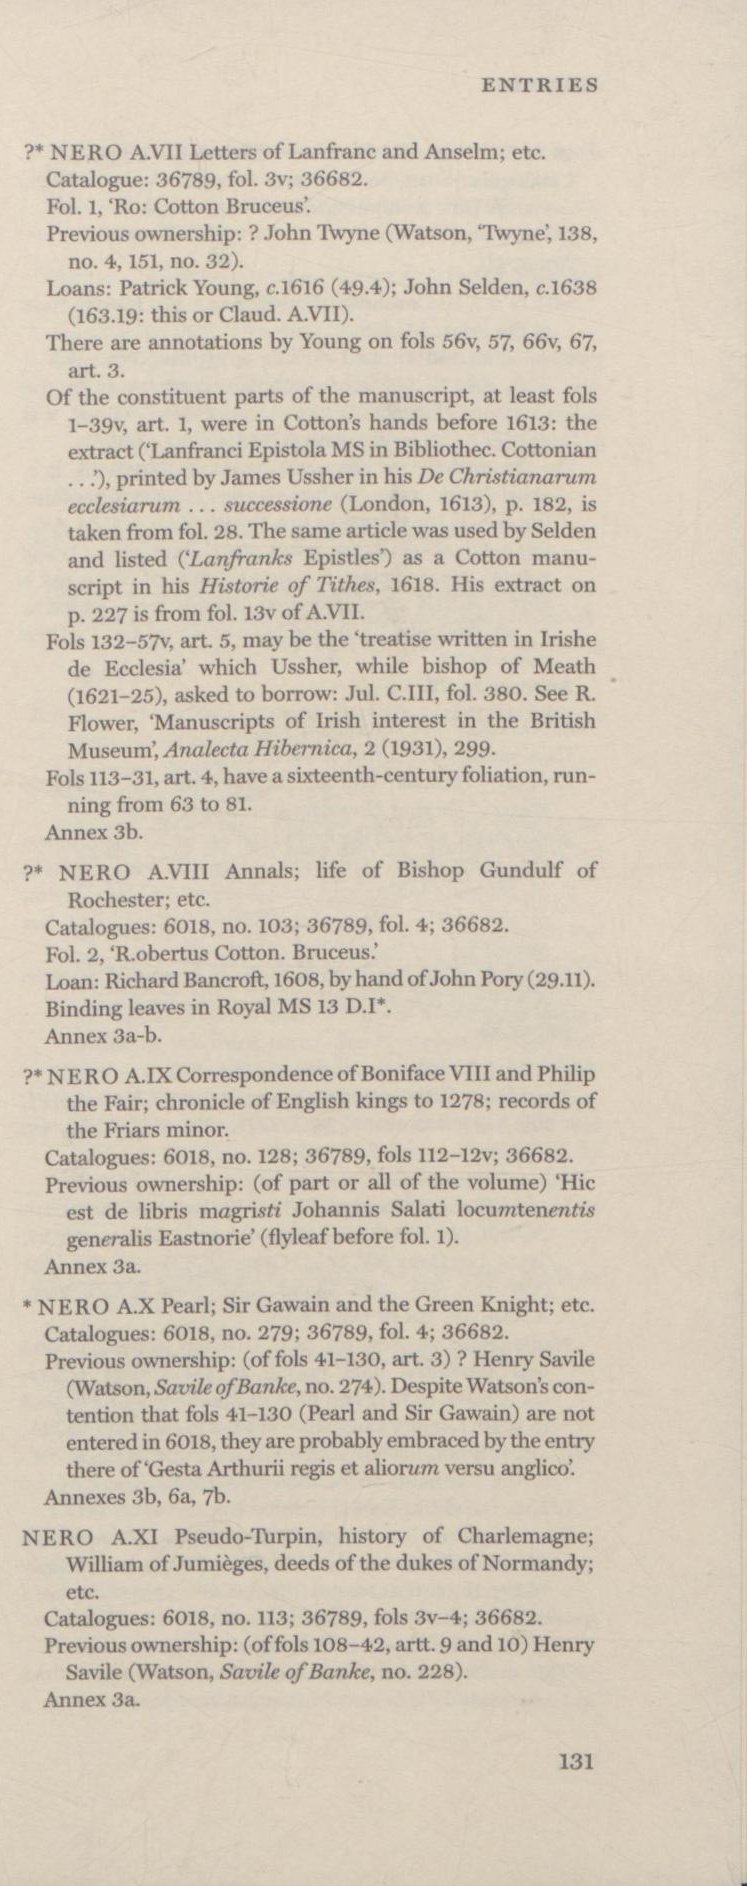 ENTRIES
?* NERO A.VII Letters of Lanfranc and Anselm; etc.
Catalogue: 36789, fol. 3v; 36682.
Fol. 1, ‘Ro: Cotton Bruceus’.
Previous ownership: ? John Twyne (Watson, ‘Twyne’, 138,
no. 4, 151, no. 32).
Loans: Patrick Young, c.1616 (49.4); John Selden, c.1638
(163.19: this or Claud. A.VII).
There are annotations by Young on fols 56v, 57, 66v, 67,
art. 3.
Of the constituent parts of the manuscript, at least fols
1–39v, art. 1, were in Cotton’s hands before 1613: the
extract (‘Lanfranci Epistola MS in Bibliothec. Cottonian
. . .’), printed by James Ussher in his De Christianarum
ecclesiarum . . . successione (London, 1613), p. 182, is
taken from fol. 28. The same article was used by Selden
and listed (‘Lanfranks Epistles’) as a Cotton manu-
script in his Historie of Tithes, 1618. His extract on
p. 227 is from fol. 13v of A.VII.
Fols 132–57v, art. 5, may be the ‘treatise written in Irishe
de Ecclesia’ which Ussher, while bishop of Meath
(1621–25), asked to borrow: Jul. C.III, fol. 380. See R.
Flower, ‘Manuscripts of Irish interest in the British
Museum’, Analecta Hibernica, 2 (1931), 299.
Fols 113–31, art. 4, have a sixteenth-century foliation, run-
ning from 63 to 81.
Annex 3b.
?* NERO A.VIII Annals; life of Bishop Gundulf of
Rochester; etc.
Catalogues: 6018, no. 103; 36789, fol. 4; 36682.
Fol. 2, ‘R.obertus Cotton. Bruceus.’
Loan: Richard Bancroft, 1608, by hand of John Pory (29.11).
Binding leaves in Royal MS 13 D.I*.
Annex 3a-b.
?* NERO A.IX Correspondence of Boniface VIII and Philip
the Fair; chronicle of English kings to 1278; records of
the Friars minor.
Catalogues: 6018, no. 128; 36789, fols 112–12v; 36682.
Previous ownership: (of part or all of the volume) ‘Hic
est de libris magristi Johannis Salati locumtenentis
generalis Eastnorie’ (flyleaf before fol. 1).
Annex 3a.
* NERO A.X Pearl; Sir Gawain and the Green Knight; etc.
Catalogues: 6018, no. 279; 36789, fol. 4; 36682.
Previous ownership: (of fols 41–130, art. 3) ? Henry Savile
(Watson, Savile of Banke, no. 274). Despite Watson’s con-
tention that fols 41–130 (Pearl and Sir Gawain) are not
entered in 6018, they are probably embraced by the entry
there of ‘Gesta Arthurii regis et aliorum versu anglico’.
Annexes 3b, 6a, 7b.
NERO A.XI Pseudo-Turpin, history of Charlemagne;
William of Jumièges, deeds of the dukes of Normandy;
etc.
Catalogues: 6018, no. 113; 36789, fols 3v–4; 36682.
Previous ownership: (of fols 108–42, artt. 9 and 10) Henry
Savile (Watson, Savile of Banke, no. 228).
Annex 3a.
131